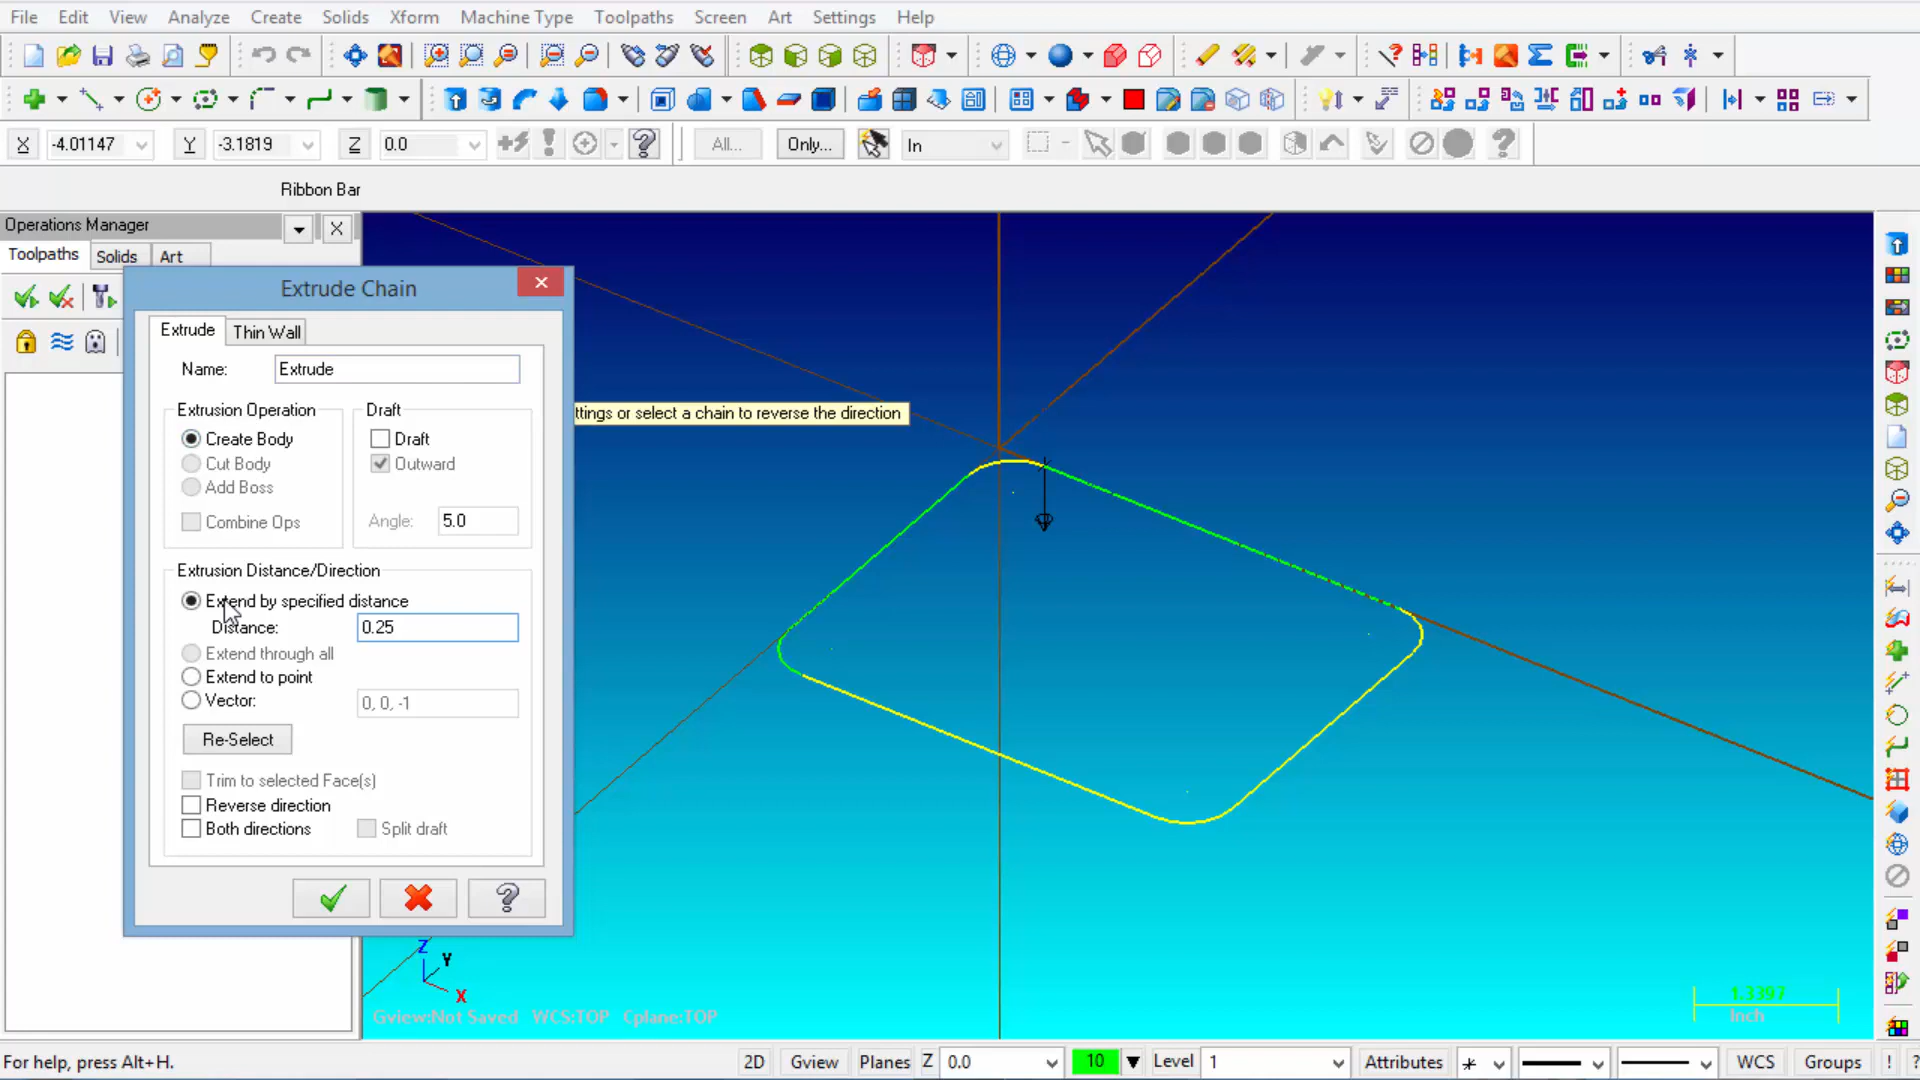 File Edit View Analyze Create Solids Xform Machine Type Toolpaths Screen Art Settings Help
X -4.01147 Y -3.1819 Z 0.0 All... Only... In
Ribbon Bar
Operations Manager X
Toolpaths Solids Art
Extrude Chain
Extrude Thin Wall
Name: Extrude
Extrusion Operation
Create Body
Cut Body
Add Boss
Combine Ops
Draft
Draft
Outward
Angle: 5.0
ttings or select a chain to reverse the direction
Extrusion Distance/Direction
Extend by specified distance
Distance: 0.25
Extend through all
Extend to point
Vector: 0, 0, -1
Re-Select
Trim to selected Face(s)
Reverse direction
Both directions Split draft
Z
Y
X
Gview:Not Saved WCS:TOP Cplane:TOP
1.3397
Inch
For help, press Alt+H. 2D Gview Planes Z 0.0 10 Level 1 Attributes WCS Groups ! ?